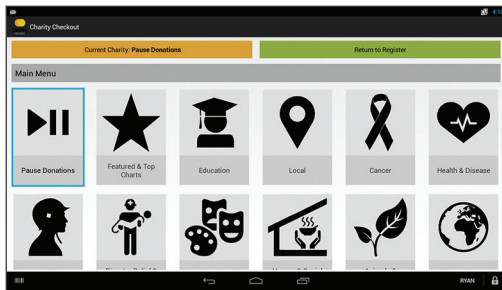 Charity Checkout
Current Charity: Pause Donations
Return to Register
Main Menu
Pause Donations
Featured & Top
Charts
Education
Local
Cancer
Health & Disease
RYAN